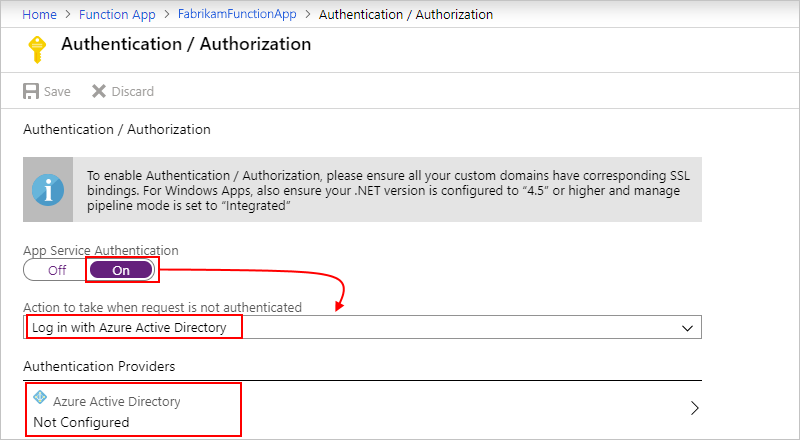 Home > Function App > FabrikamFunctionApp > Authentication / Authorization
Authentication / Authorization
Save Discard
Authentication / Authorization
To enable Authentication / Authorization, please ensure all your custom domains have corresponding SSL
bindings. For Windows Apps, also ensure your .NET version is configured to “4.5” or higher and manage
pipeline mode is set to “Integrated”
App Service Authentication
Off On
Action to take when request is not authenticated
Log in with Azure Active Directory
Authentication Providers
Azure Active Directory
Not Configured